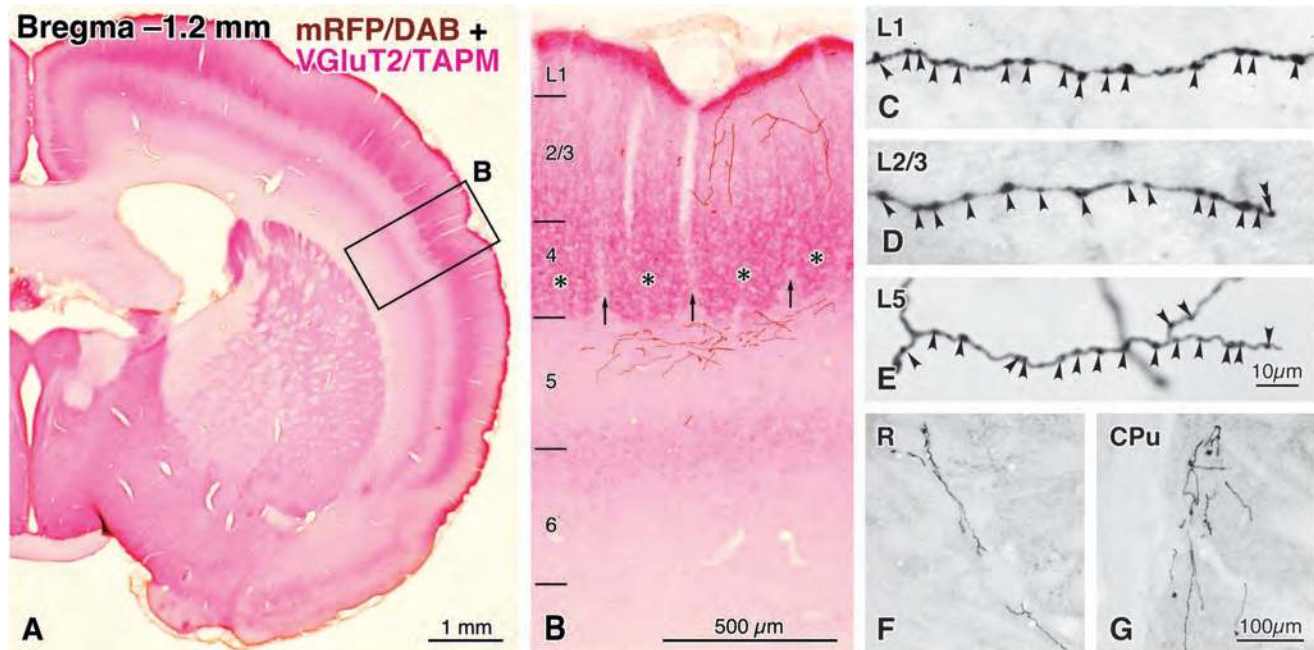 Bregma –1.2 mm
mRFP/DAB +
VGluT2/TAPM
B
A
1 mm
L1
2/3
4
* * * *
5
6
B
500 µm
L1
C
L2/3
D
L5
E
10µm
R
F
CPu
G
100µm